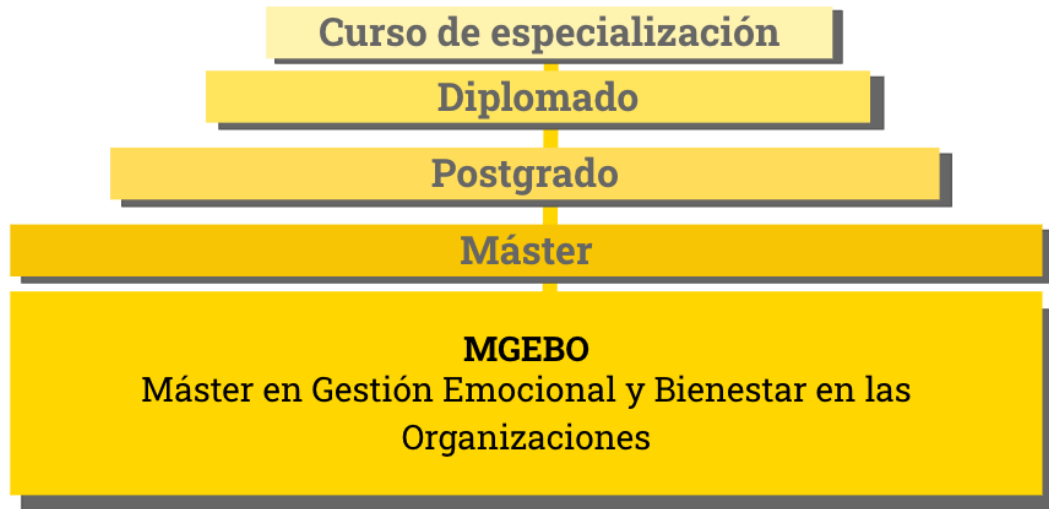 Curso de especialización
Diplomado
Postgrado
Máster
MGEBO
Máster en Gestión Emocional y Bienestar en las
Organizaciones